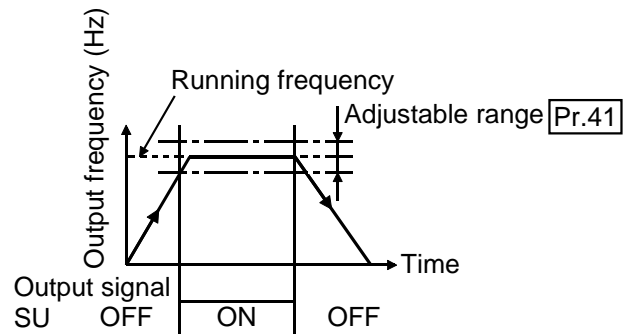 Output frequency (Hz)
Running frequency
Adjustable range Pr.41
Time
Output signal
SU OFF ON OFF